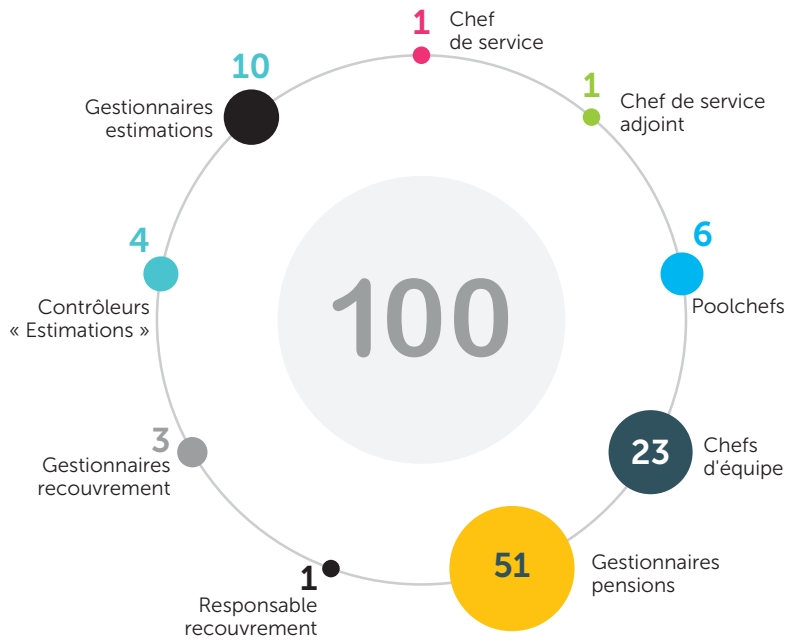 1
Chef
de service
1
Chef de service
adjoint
6
Poolchefs
23
Chefs
d'équipe
51
Gestionnaires
pensions
1
Responsable
recouvrement
3
Gestionnaires
recouvrement
4
Contrôleurs
« Estimations »
10
Gestionnaires
estimations
100